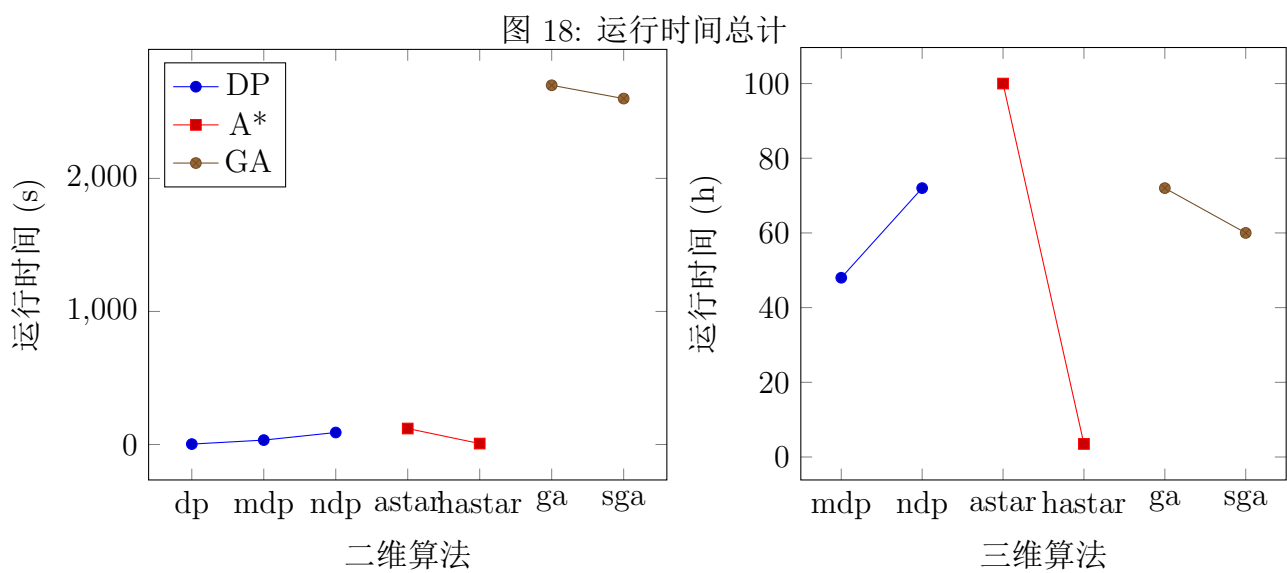 图 18: 运行时间总计
DP
A*
GA
运行时间 (s)
2,000
1,000
0
dp mdp ndp astar hastar ga sga
二维算法
运行时间 (h)
100
80
60
40
20
0
mdp ndp astar hastar ga sga
三维算法